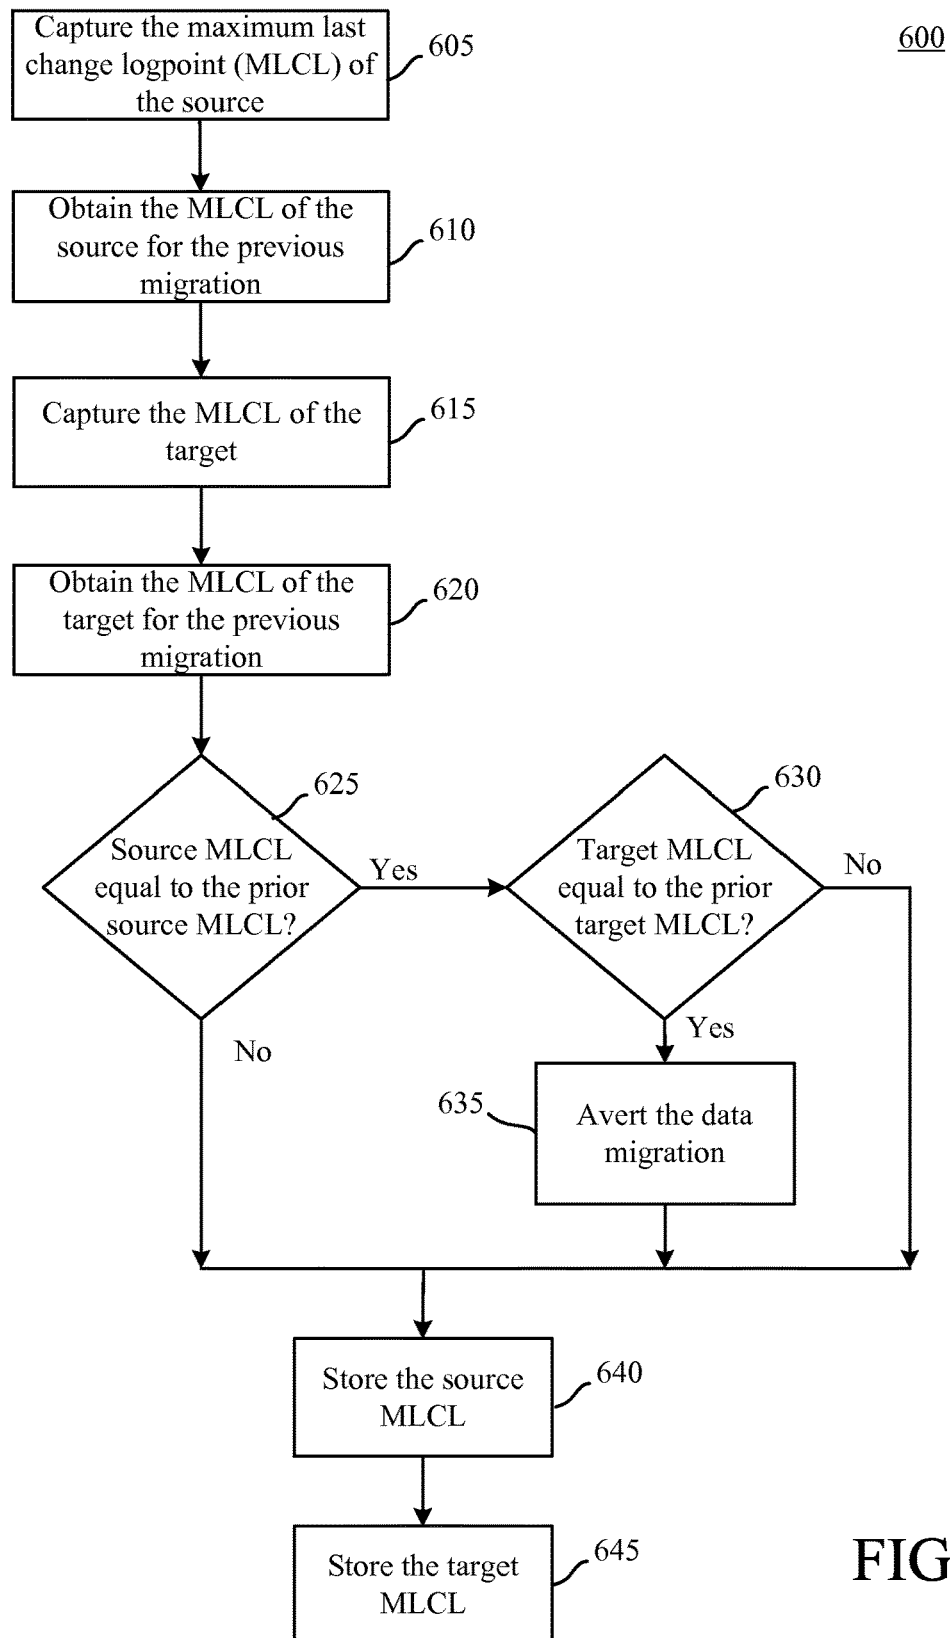 Capture the maximum last
change logpoint (MLCL) of
the source
605
600
Obtain the MLCL of the
source for the previous
migration
610
Capture the MLCL of the
target
615
Obtain the MLCL of the
target for the previous
migration
620
625
Source MLCL
equal to the prior
source MLCL?
Yes
No
630
Target MLCL
equal to the prior
target MLCL?
No
Yes
635
Avert the data
migration
Store the source
MLCL
640
Store the target
MLCL
645
FIG